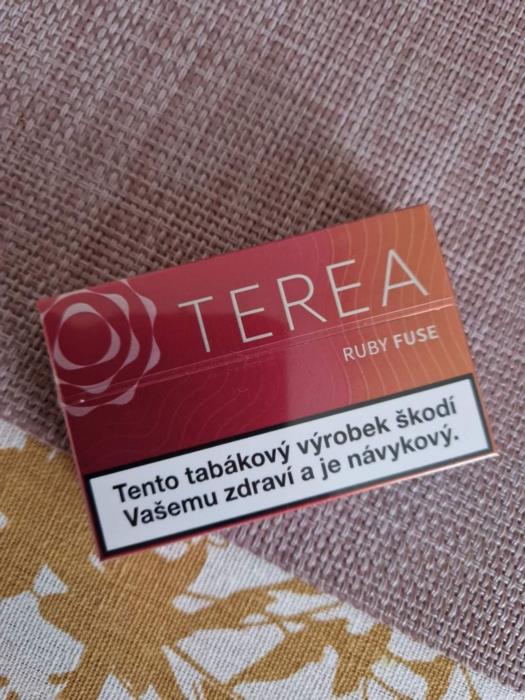 TEREA
RUBY FUSE
Tento tabákový výrobek škodí
Vašemu zdraví a je návykový.